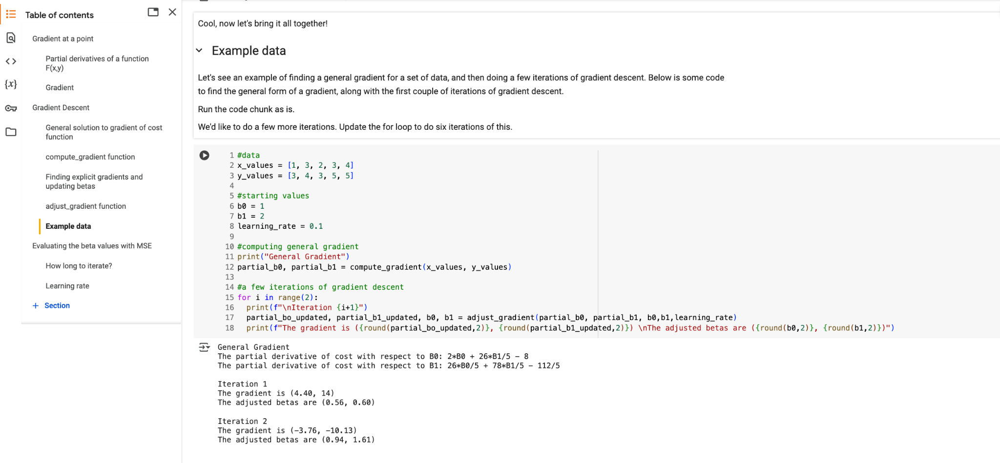 Table of contents
Gradient at a point
Partial derivatives of a function
F(x,y)
Gradient
Gradient Descent
General solution to gradient of cost
function
compute_gradient function
Finding explicit gradients and
updating betas
adjust_gradient function
Example data
Evaluating the beta values with MSE
How long to iterate?
Learning rate
+ Section
Cool, now let's bring it all together!
Example data
Let's see an example of finding a general gradient for a set of data, and then doing a few iterations of gradient descent. Below is some code
to find the general form of a gradient, along with the first couple of iterations of gradient descent.
Run the code chunk as is.
We'd like to do a few more iterations. Update the for loop to do six iterations of this.
1 #data
2 x_values = [1, 3, 2, 3, 4]
3 y_values = [3, 4, 3, 5, 5]
4
5 #starting values
6 b0 = 1
7 b1 = 2
8 learning_rate = 0.1
9
10 #computing general gradient
11 print("General Gradient")
12 partial_b0, partial_b1 = compute_gradient(x_values, y_values)
13
14 #a few iterations of gradient descent
15 for i in range(2):
16   print(f"\nIteration {i+1}")
17   partial_bo_updated, partial_b1_updated, b0, b1 = adjust_gradient(partial_b0, partial_b1, b0,b1,learning_rate)
18   print(f"The gradient is ({round(partial_bo_updated,2)}, {round(partial_b1_updated,2)}) \nThe adjusted betas are ({round(b0,2)}, {round(b1,2)})")
General Gradient
The partial derivative of cost with respect to B0: 2*B0 + 26*B1/5 - 8
The partial derivative of cost with respect to B1: 26*B0/5 + 78*B1/5 - 112/5
Iteration 1
The gradient is (4.40, 14)
The adjusted betas are (0.56, 0.60)
Iteration 2
The gradient is (-3.76, -10.13)
The adjusted betas are (0.94, 1.61)